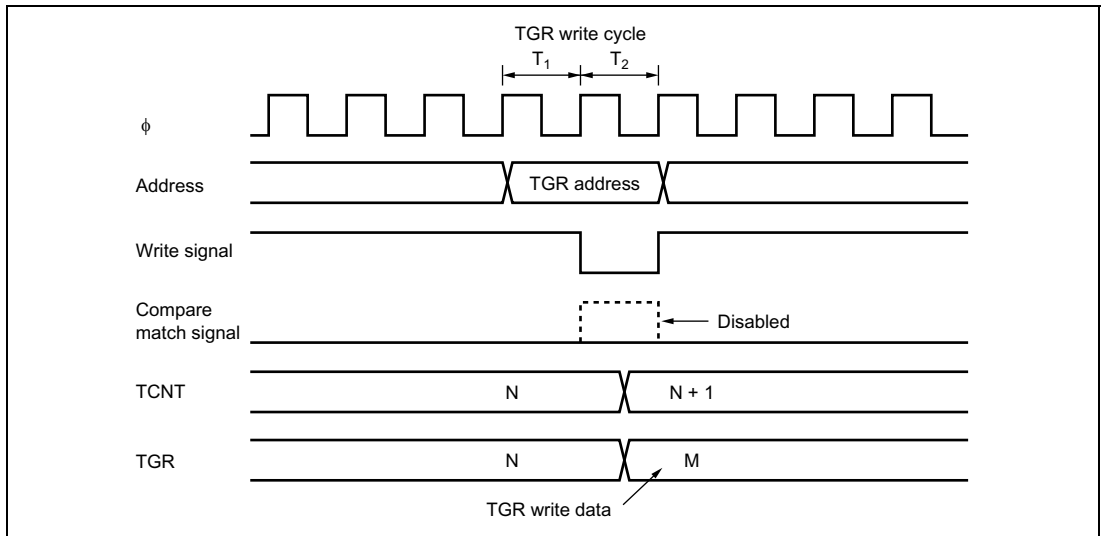 TGR write cycle
T₁ T₂
ϕ
Address
TGR address
Write signal
Compare
match signal
Disabled
TCNT
N
N + 1
TGR
N
M
TGR write data